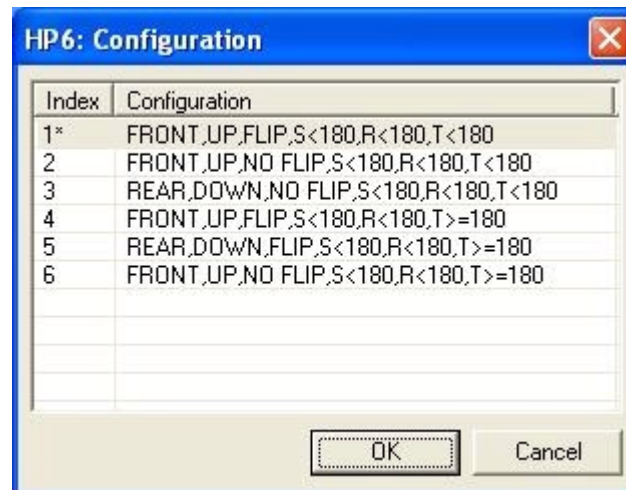 HP6: Configuration
Index Configuration
1* FRONT,UP,FLIP,S<180,R<180,T<180
2 FRONT,UP,NO FLIP,S<180,R<180,T<180
3 REAR,DOWN,NO FLIP,S<180,R<180,T<180
4 FRONT,UP,FLIP,S<180,R<180,T>=180
5 REAR,DOWN,FLIP,S<180,R<180,T>=180
6 FRONT,UP,NO FLIP,S<180,R<180,T>=180
OK Cancel